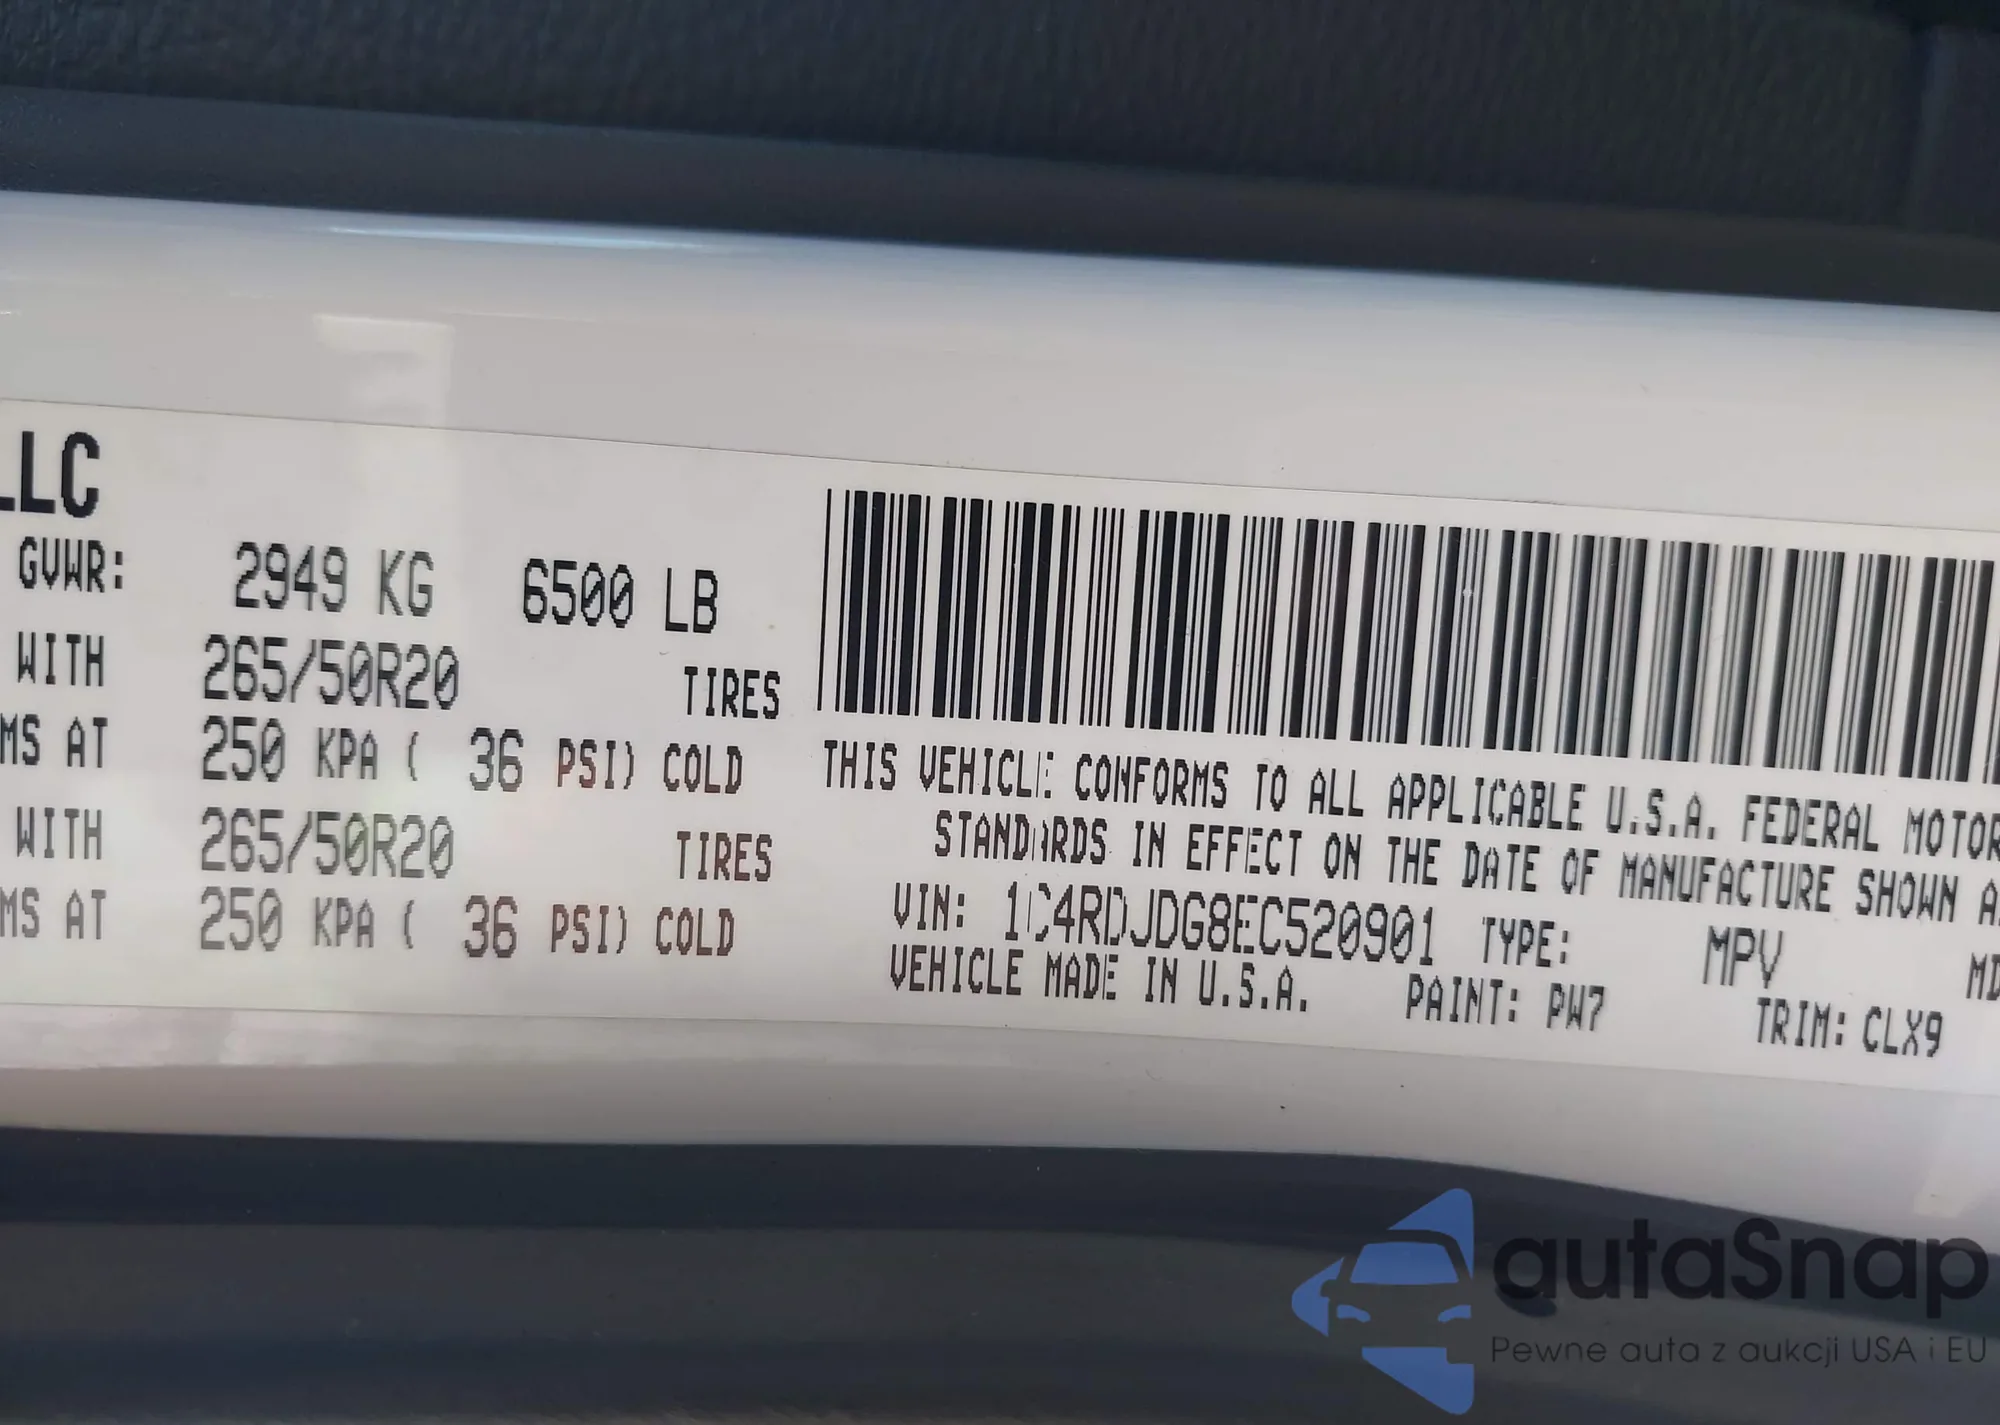 LLC
GVWR: 2949 KG 6500 LB
WITH 265/50R20 TIRES
MS AT 250 KPA ( 36 PSI) COLD
WITH 265/50R20 TIRES
MS AT 250 KPA ( 36 PSI) COLD
THIS VEHICLE CONFORMS TO ALL APPLICABLE U.S.A. FEDERAL MOTOR
STANDARDS IN EFFECT ON THE DATE OF MANUFACTURE SHOWN A
VIN: 1C4RDJDG8EC520901 TYPE: MPV MD
VEHICLE MADE IN U.S.A. PAINT: PW7 TRIM: CLX9
autaSnap
Pewne auta z aukcji USA i EU